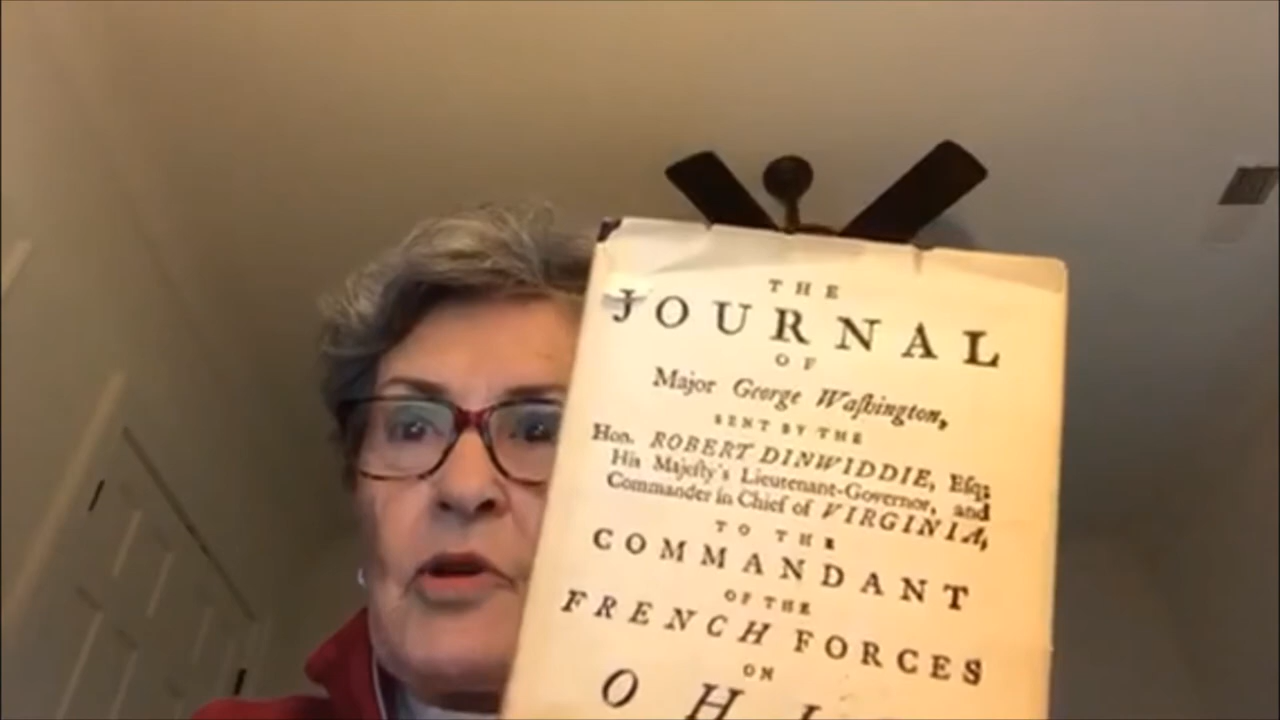 THE
JOURNAL
OF
Major George Waſhington,
SENT BY THE
Hon. ROBERT DINWIDDIE, Eſq;
His Majeſty's Lieutenant-Governor, and
Commander in Chief of VIRGINIA,
TO THE
COMMANDANT
OF THE
FRENCH FORCES
ON
OHI